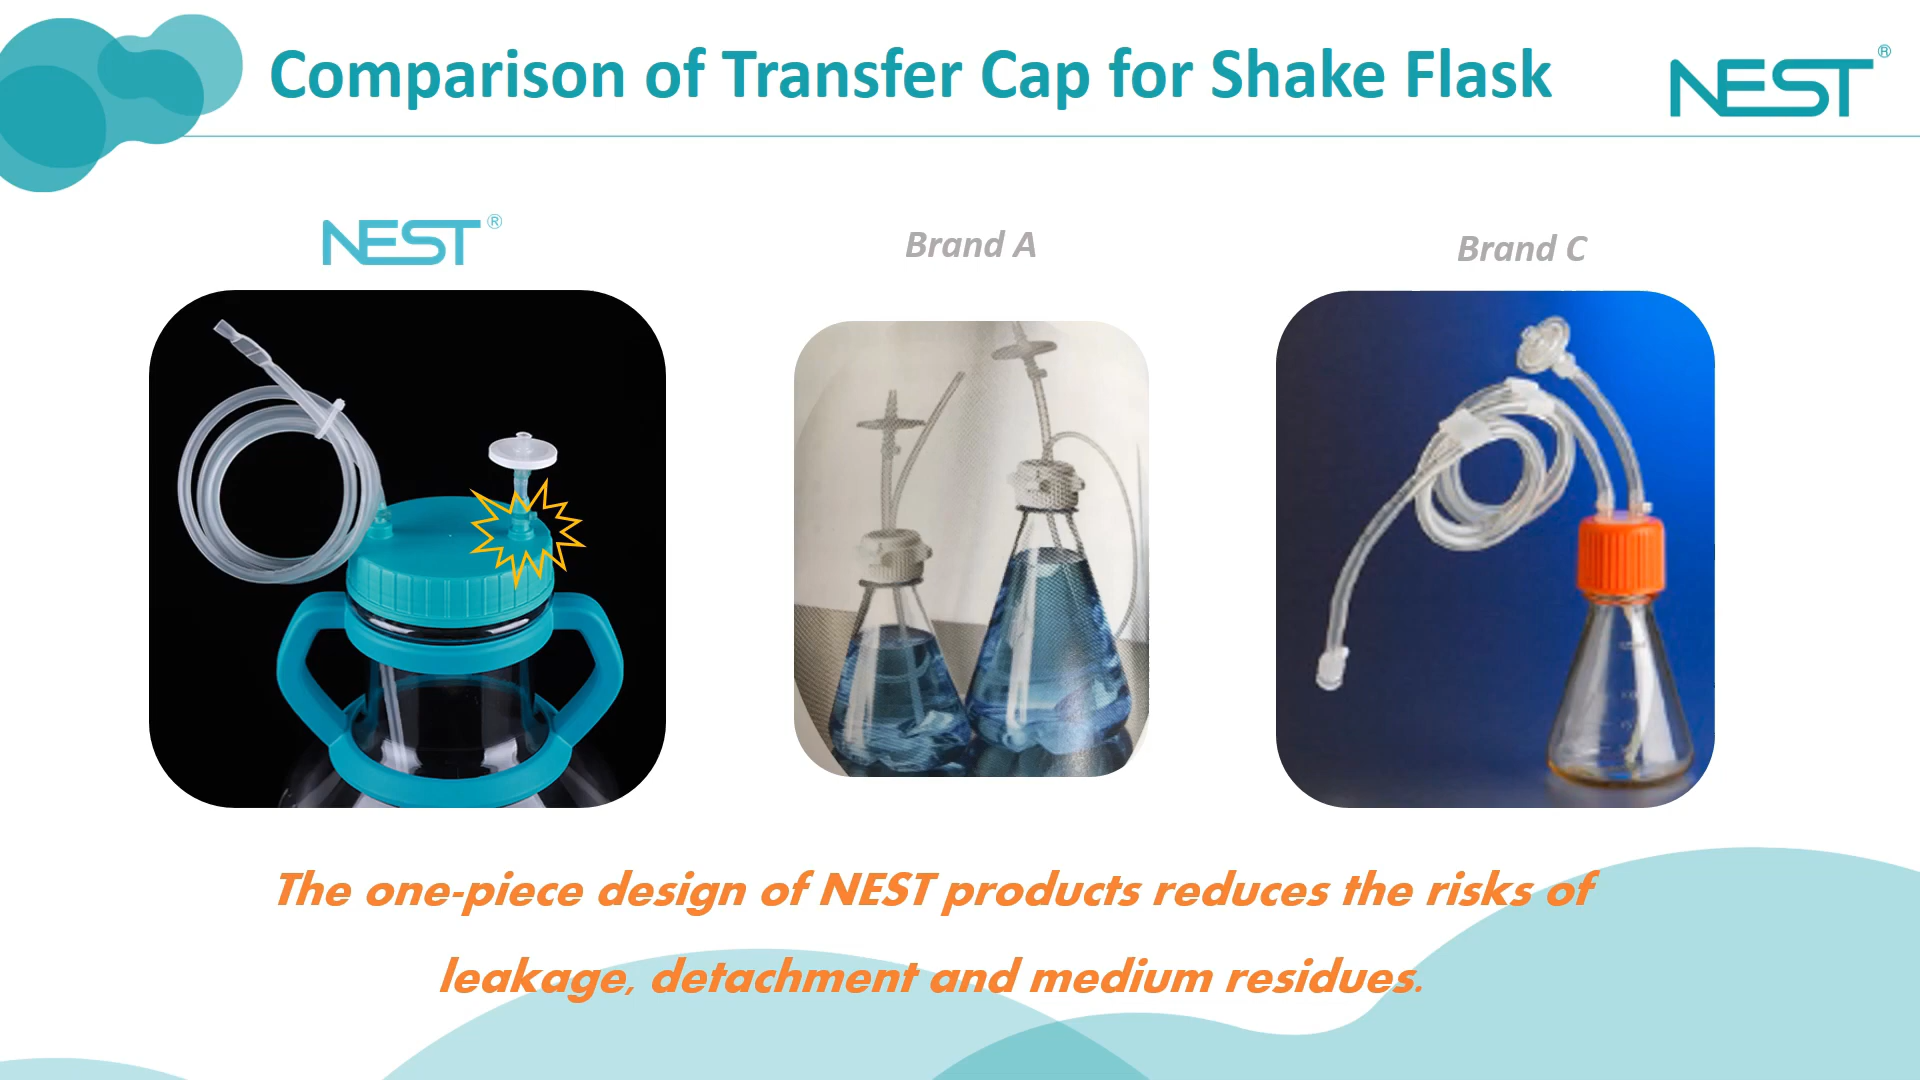 Comparison of Transfer Cap for Shake Flask
NEST®
NEST®
Brand A
Brand C
The one-piece design of NEST products reduces the risks of
leakage, detachment and medium residues.